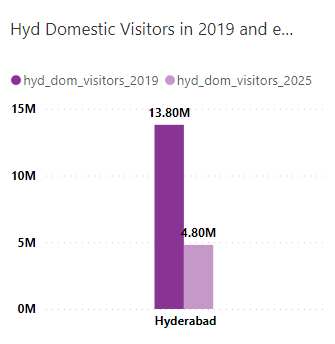 Hyd Domestic Visitors in 2019 and e...
hyd_dom_visitors_2019 hyd_dom_visitors_2025
15M
13.80M
10M
5M
4.80M
0M
Hyderabad